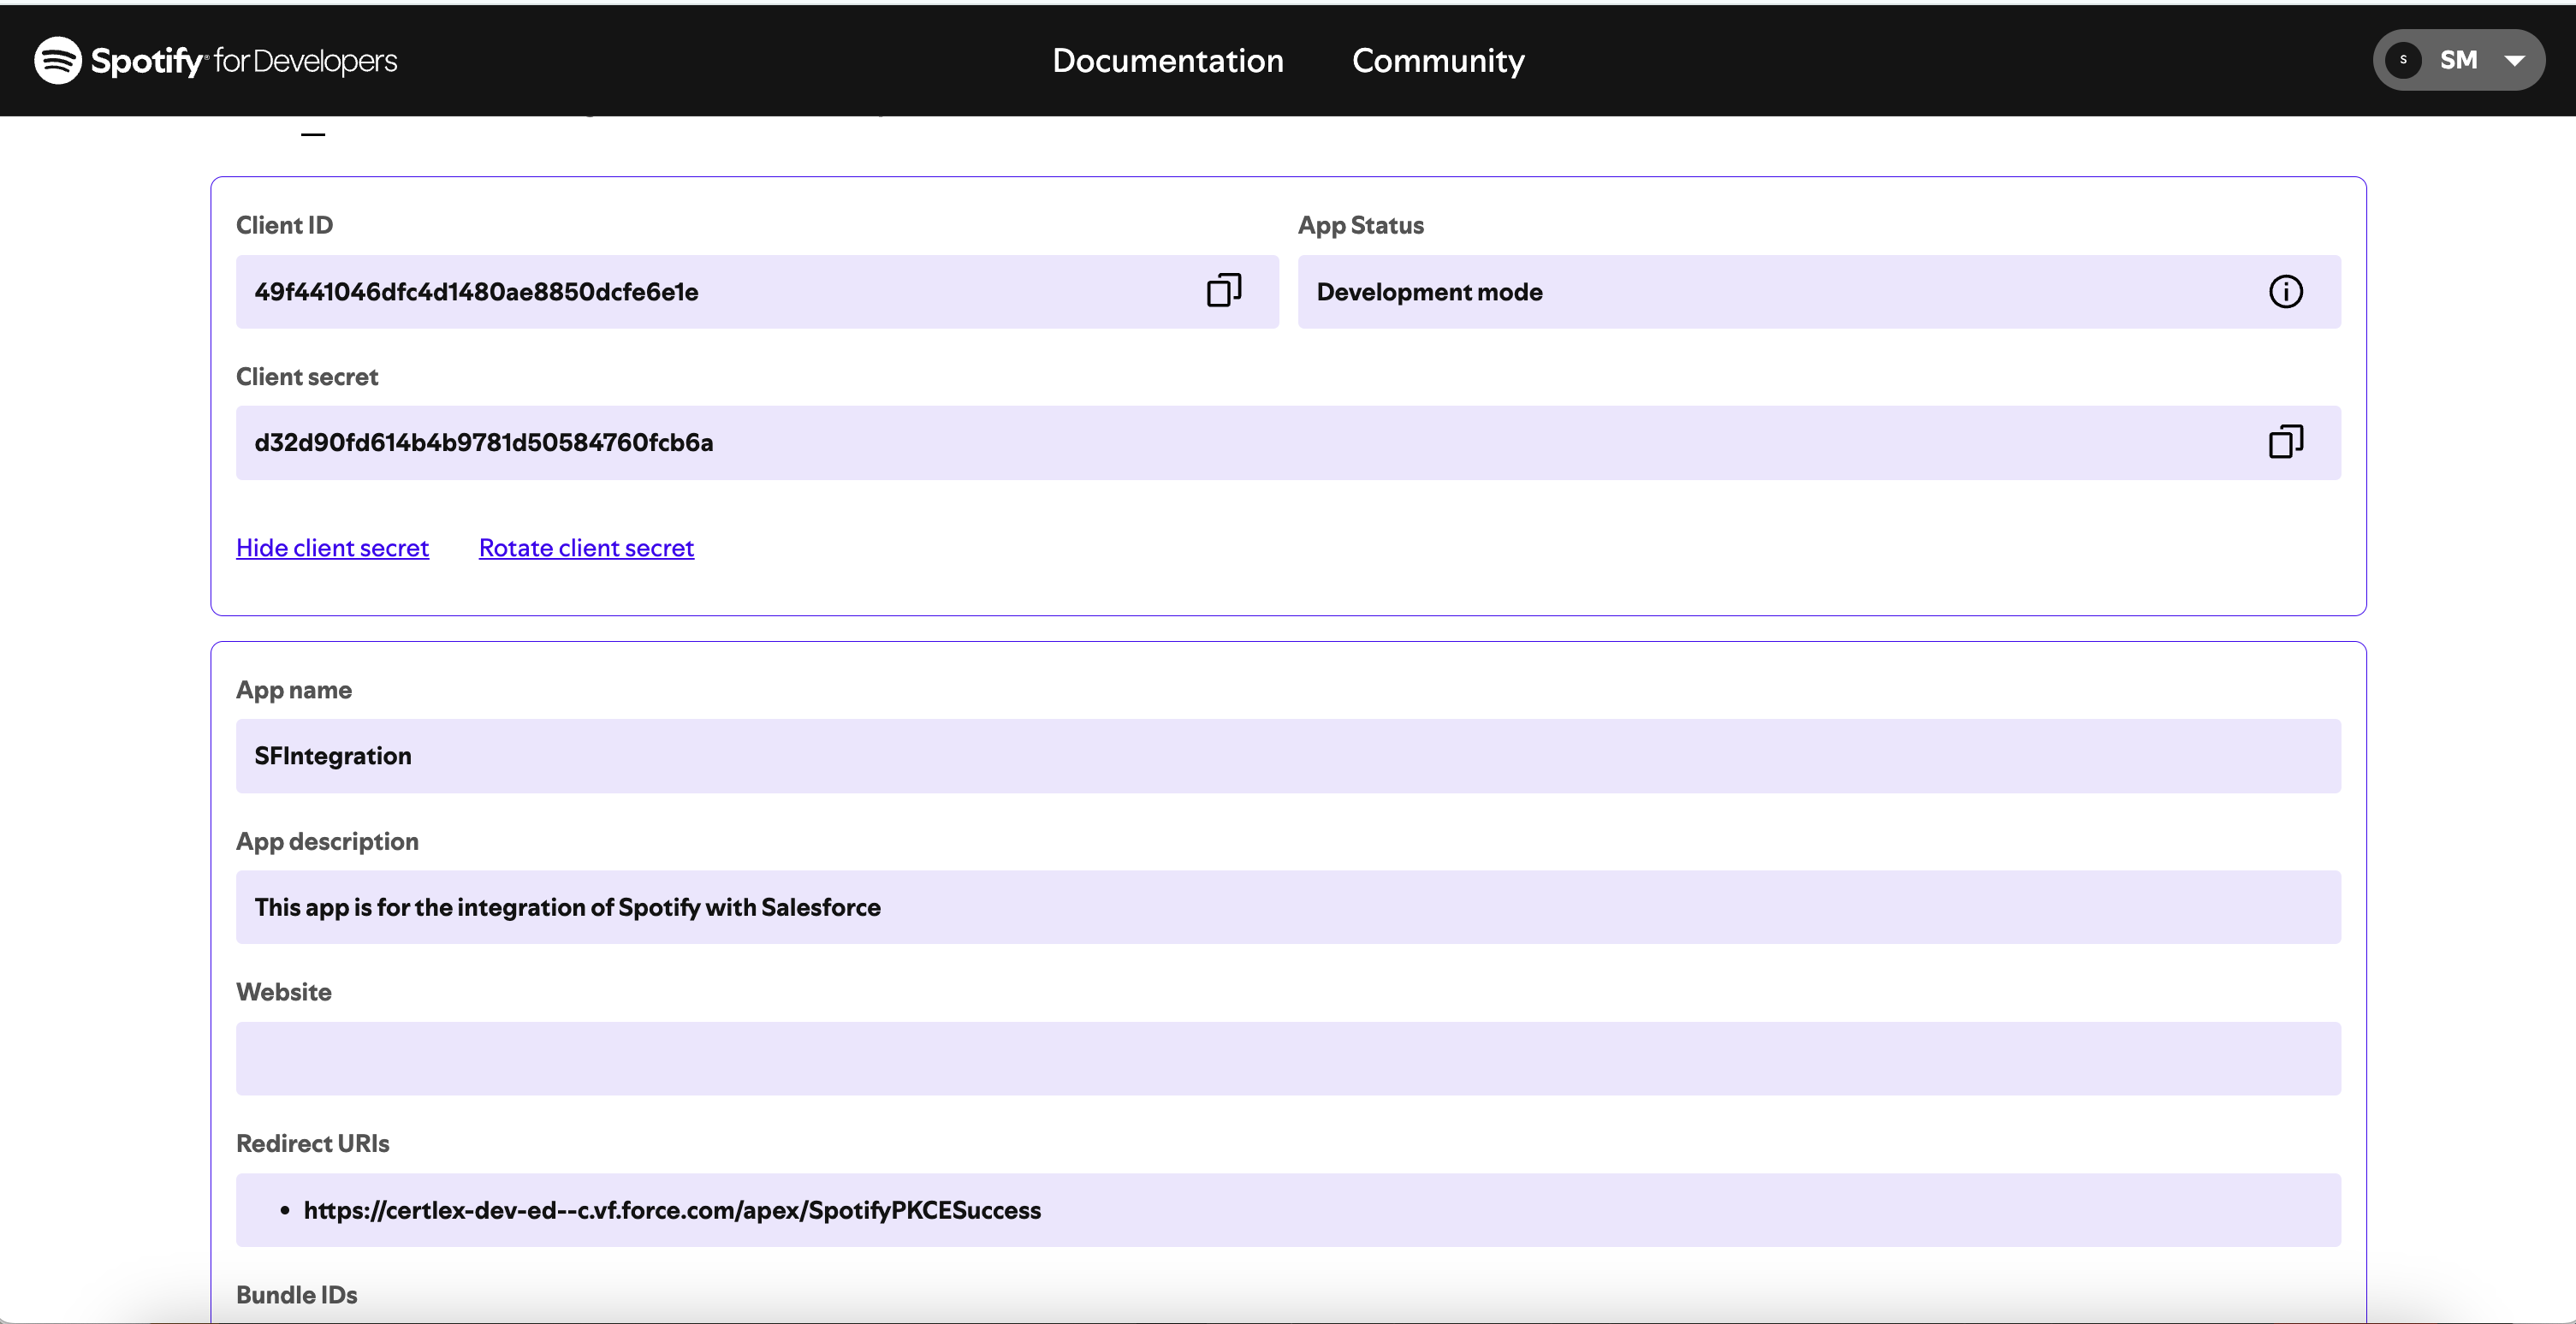 Spotify for Developers
Documentation
Community
S
SM
Client ID
App Status
49f441046dfc4d1480ae8850dcfe6e1e
Development mode
Client secret
d32d90fd614b4b9781d50584760fcb6a
Hide client secret
Rotate client secret
App name
SFIntegration
App description
This app is for the integration of Spotify with Salesforce
Website
Redirect URIs
• https://certlex-dev-ed--c.vf.force.com/apex/SpotifyPKCESuccess
Bundle IDs